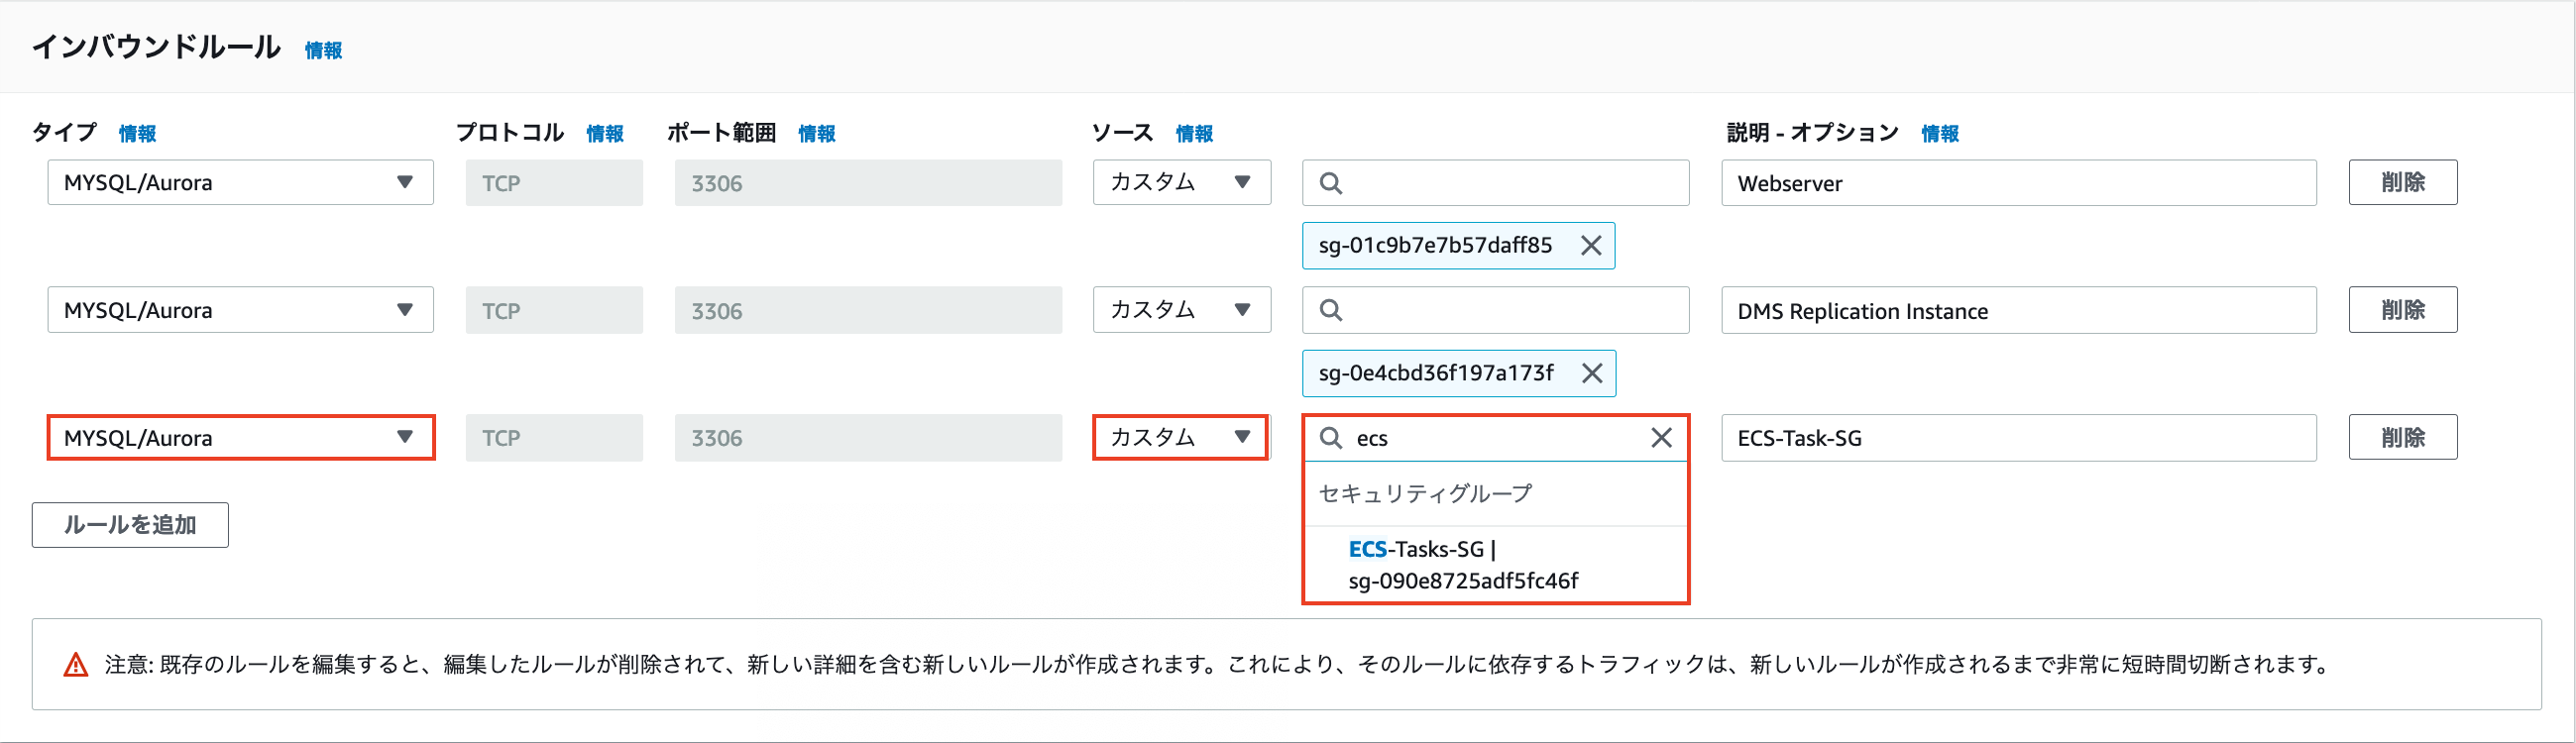 インバウンドルール 情報
タイプ 情報 プロトコル 情報 ポート範囲 情報 ソース 情報 説明 - オプション 情報
MYSQL/Aurora TCP 3306 カスタム Webserver 削除
sg-01c9b7e7b57daff85
MYSQL/Aurora TCP 3306 カスタム DMS Replication Instance 削除
sg-0e4cbd36f197a173f
MYSQL/Aurora TCP 3306 カスタム ecs ECS-Task-SG 削除
セキュリティグループ
ルールを追加
ECS-Tasks-SG |
sg-090e8725adf5fc46f
注意: 既存のルールを編集すると、編集したルールが削除されて、新しい詳細を含む新しいルールが作成されます。これにより、そのルールに依存するトラフィックは、新しいルールが作成されるまで非常に短時間切断されます。